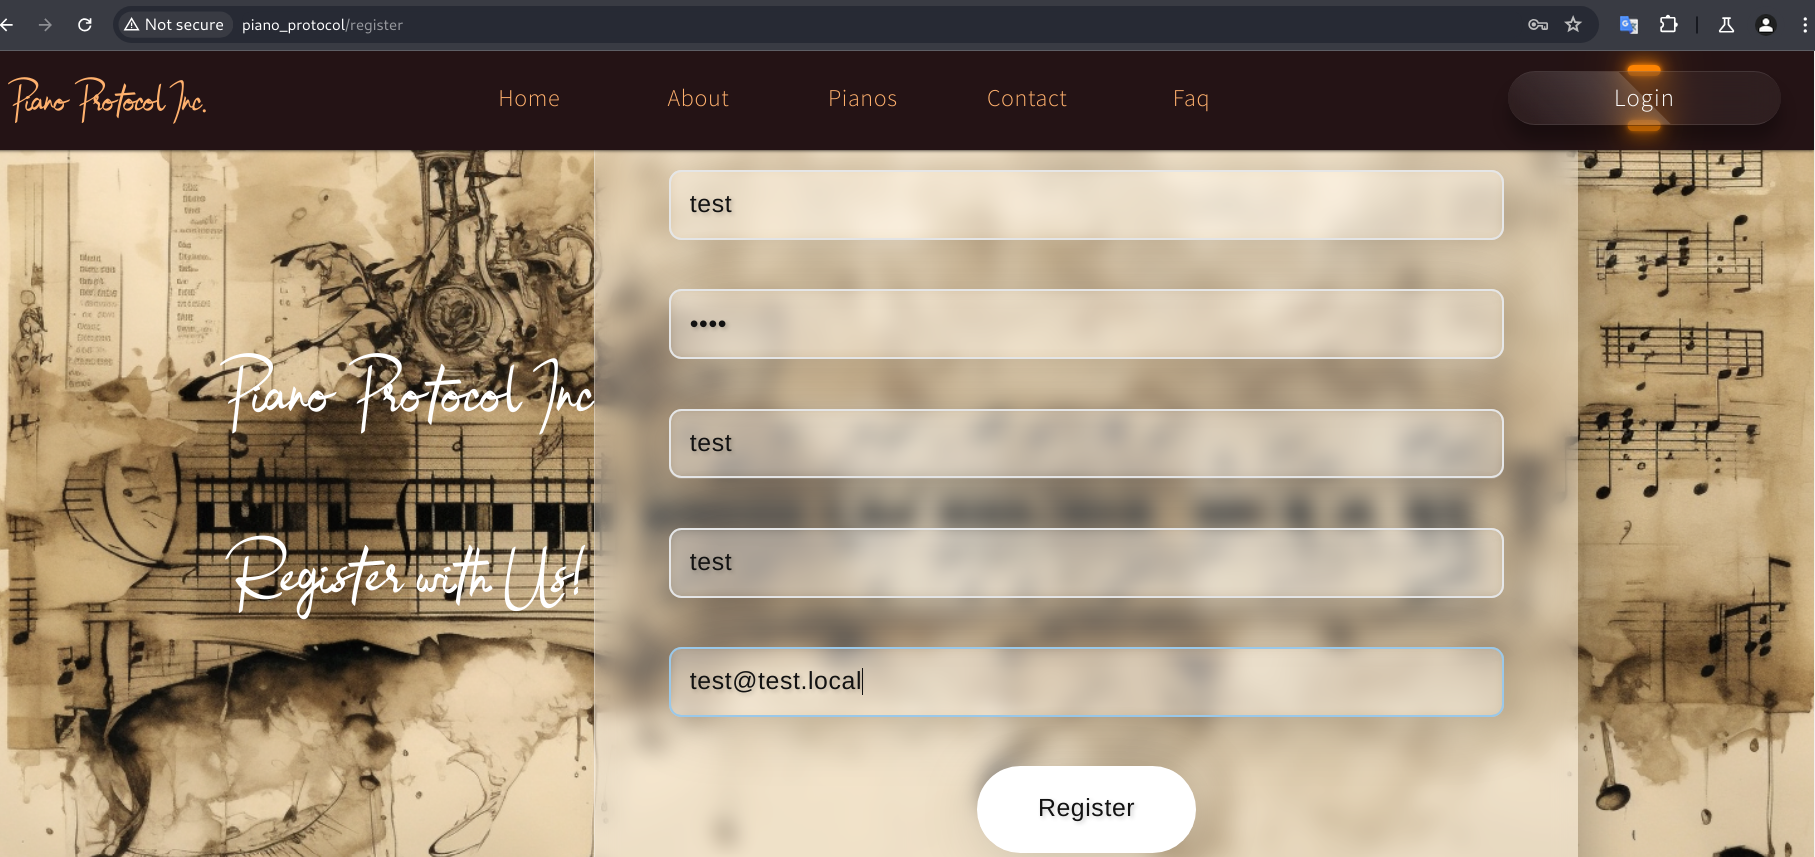 Not secure piano_protocol/register
Piano Protocol Inc.
Home About Pianos Contact Faq
Login
Piano Protocol Inc
Register with Us!
test
••••
test
test
test@test.local
Register